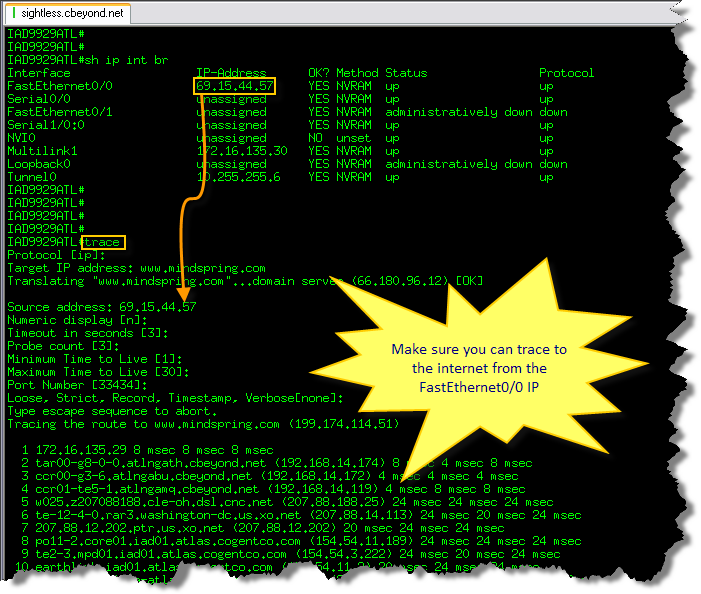 sightless.cbeyond.net
IAD9929ATL#
IAD9929ATL#
IAD9929ATL#sh ip int br
Interface IP-Address OK? Method Status Protocol
FastEthernet0/0 69.15.44.57 YES NVRAM up up
Serial0/0 unassigned YES NVRAM up up
FastEthernet0/1 unassigned YES NVRAM administratively down down
Serial1/0:0 unassigned YES NVRAM up up
NVI0 unassigned NO unset up up
Multilink1 172.16.135.30 YES NVRAM up up
Loopback0 unassigned YES NVRAM administratively down down
Tunnel0 10.255.255.6 YES NVRAM up up
IAD9929ATL#
IAD9929ATL#
IAD9929ATL#
IAD9929ATL#
IAD9929ATL#trace
Protocol [ip]:
Target IP address: www.mindspring.com
Translating "www.mindspring.com"...domain server (66.180.96.12) [OK]
Source address: 69.15.44.57
Numeric display [n]:
Timeout in seconds [3]:
Probe count [3]:
Minimum Time to Live [1]:
Maximum Time to Live [30]:
Port Number [33434]:
Loose, Strict, Record, Timestamp, Verbose[none]:
Type escape sequence to abort.
Tracing the route to www.mindspring.com (199.174.114.51)
Make sure you can trace to
the internet from the
FastEthernet0/0 IP
1 172.16.135.29 8 msec 8 msec 8 msec
2 tar00-g8-0-0.atlngath.cbeyond.net (192.168.14.174) 8 msec 4 msec 8 msec
3 ccr00-g3-6.atlngabu.cbeyond.net (192.168.14.172) 4 msec 4 msec
4 ccr01-te5-1.atlngamq.cbeyond.net (192.168.14.119) 4 msec 8 msec 8 msec
5 w025.z207088188.cle-oh.dsl.cnc.net (207.88.188.25) 24 msec 24 msec 24 msec
6 te-12-4-0.rar3.washington-dc.us.xo.net (207.88.14.113) 24 msec 20 msec 24 msec
7 207.88.12.202.ptr.us.xo.net (207.88.12.202) 20 msec 24 msec 24 msec
8 po11-2.core01.iad01.atlas.cogentco.com (154.54.11.189) 24 msec 24 msec 24 msec
9 te2-3.mpd01.iad01.atlas.cogentco.com (154.54.3.222) 24 msec 20 msec 24 msec
10 iad01.atlas.cogentco.com 24 msec 24 msec